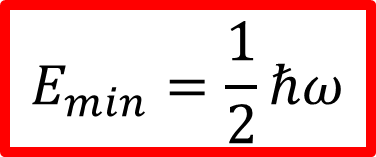 E_min = 1/2 ħω